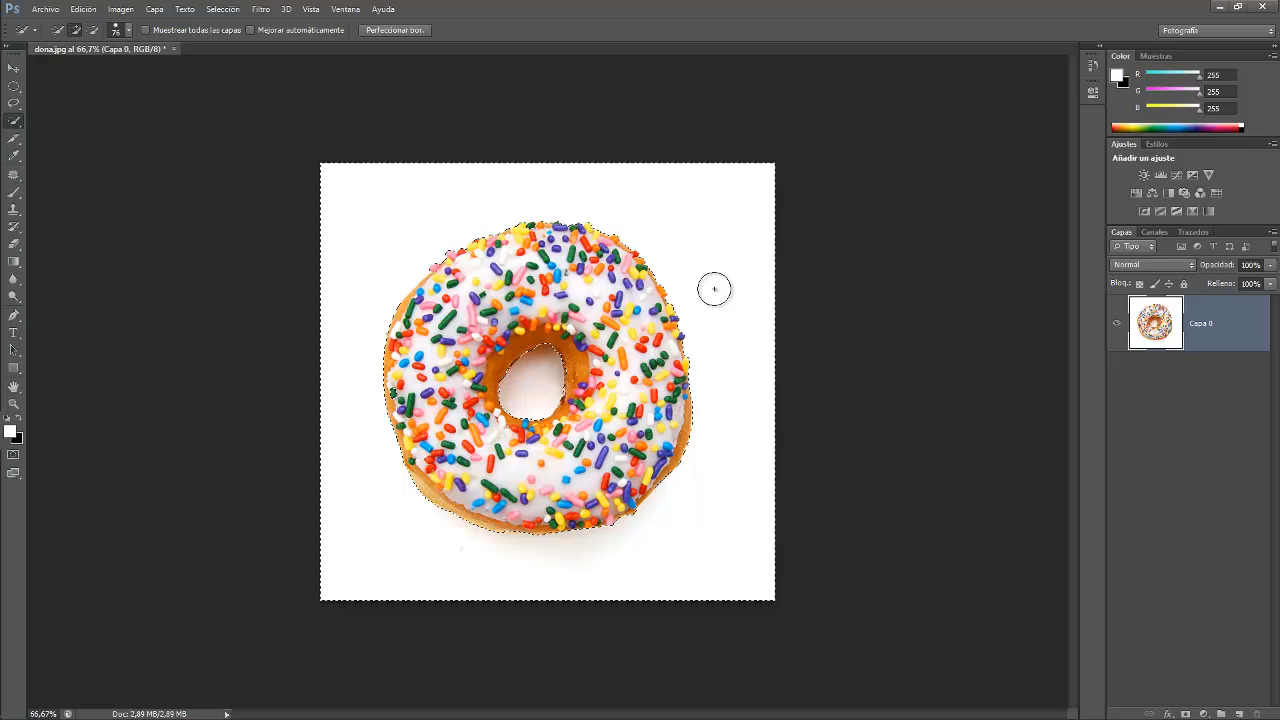 Ps Archivo Edición Imagen Capa Texto Selección Filtro 3D Vista Ventana Ayuda
76 Muestrear todas las capas Mejorar automáticamente Perfeccionar bor. Fotografía
dona.jpg al 66,7% (Capa 0, RGB/8) * ×
Color Muestras
R 255
G 255
B 255
Ajustes Estilos
Añadir un ajuste
Capas Canales Trazados
Tipo
Normal Opacidad: 100%
Bloq.: Relleno: 100%
Capa 0
66,67% Doc: 2,89 MB/2,89 MB
fx